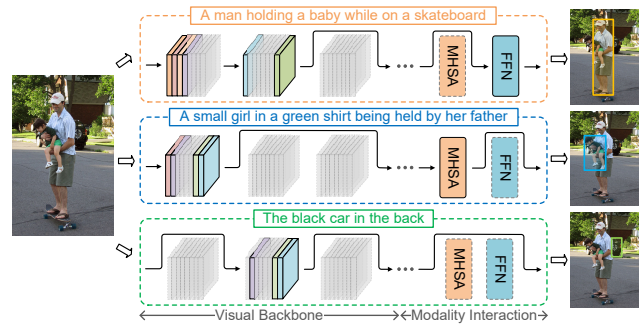 A man holding a baby while on a skateboard
MHSA
FFN
A small girl in a green shirt being held by her father
MHSA
FFN
The black car in the back
MHSA
FFN
Visual Backbone
Modality Interaction